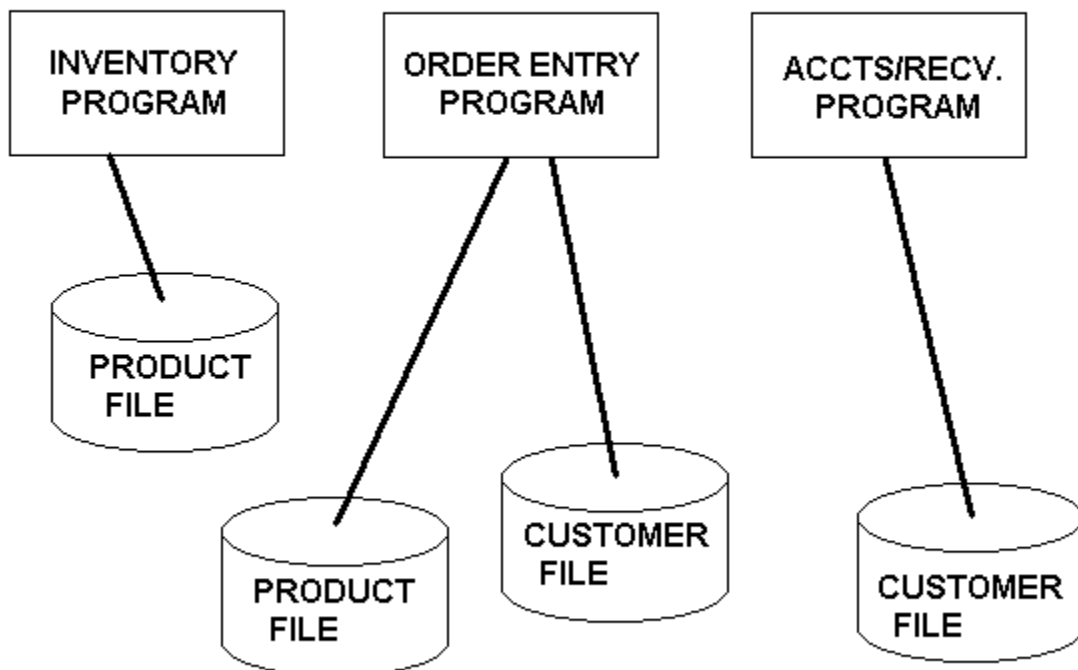 INVENTORY
PROGRAM
ORDER ENTRY
PROGRAM
ACCTS/RECV.
PROGRAM
PRODUCT
FILE
PRODUCT
FILE
CUSTOMER
FILE
CUSTOMER
FILE